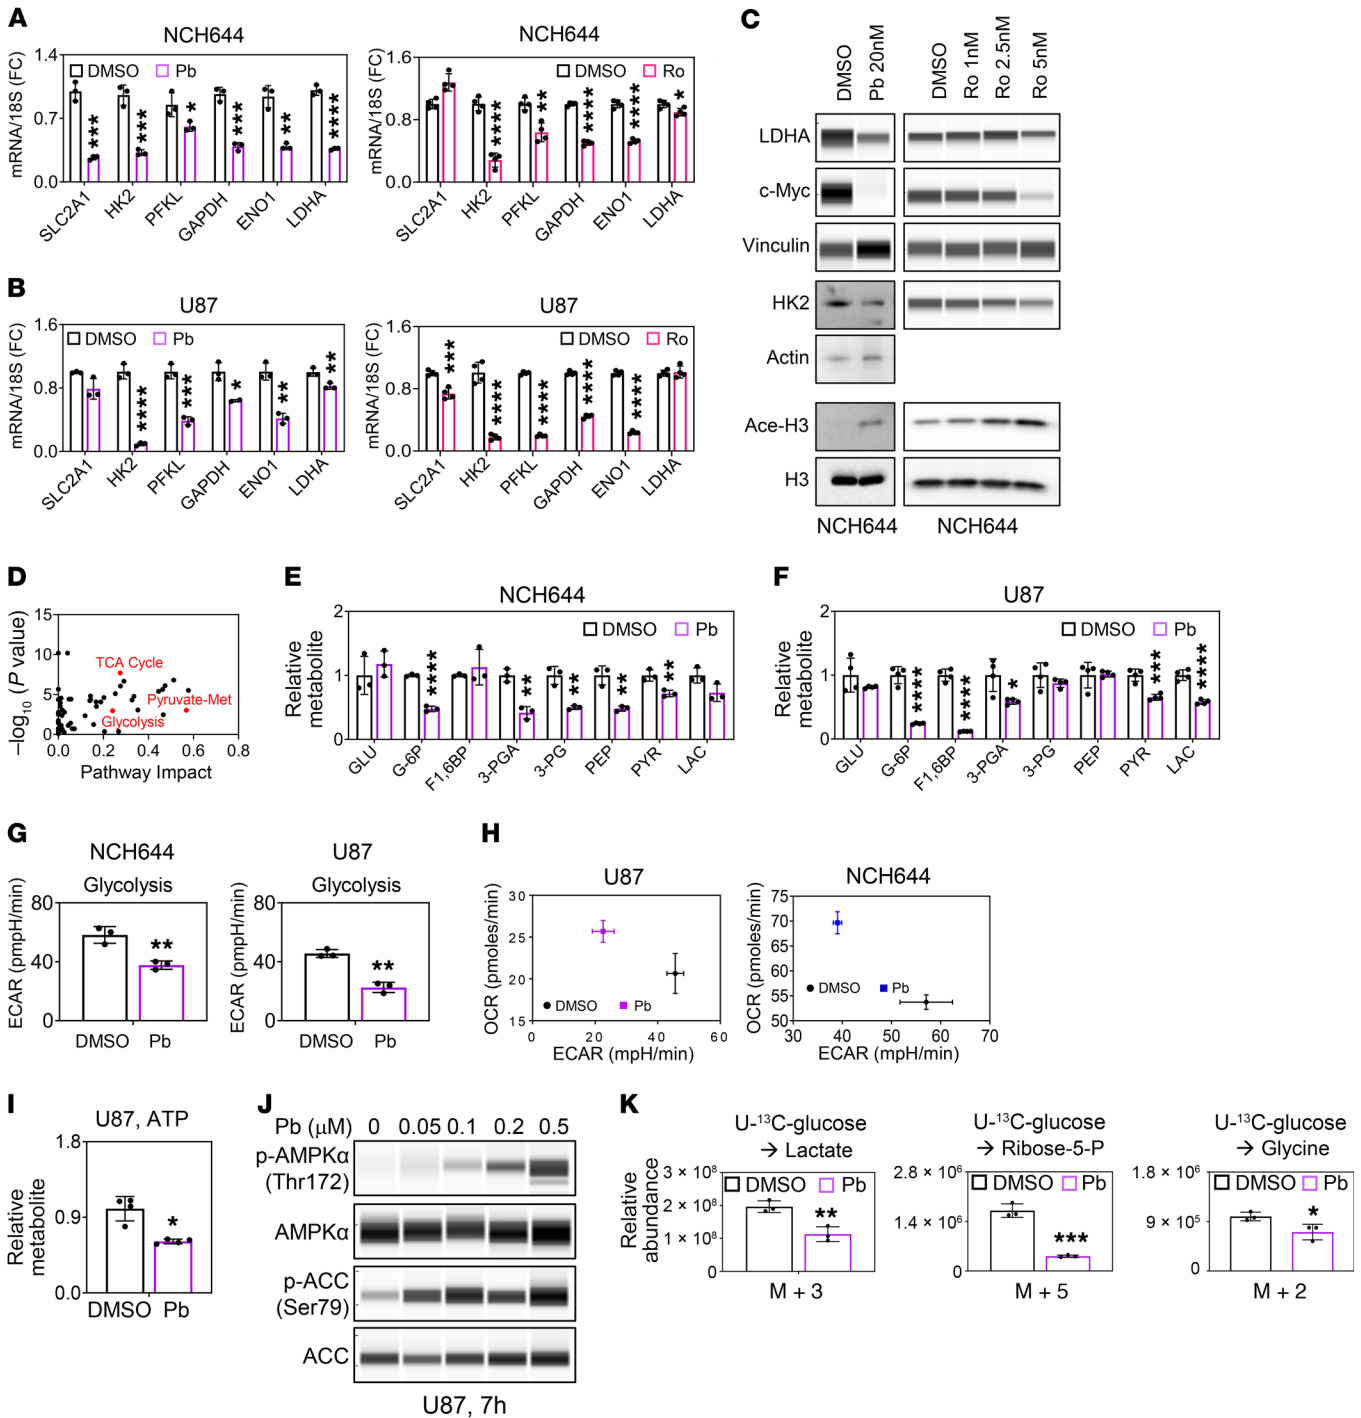 A
NCH644
mRNA/18S (FC)
1.4
0.7
0.0
DMSO Pb
*** *** * *** ** ***
SLC2A1 HK2 PFKL GAPDH ENO1 LDHA
NCH644
mRNA/18S (FC)
1.6
0.8
0.0
DMSO Ro
**** ** **** **** *
SLC2A1 HK2 PFKL GAPDH ENO1 LDHA
B
U87
mRNA/18S (FC)
1.6
0.8
0.0
DMSO Pb
**** *** * ** **
SLC2A1 HK2 PFKL GAPDH ENO1 LDHA
U87
mRNA/18S (FC)
1.6
0.8
0.0
DMSO Ro
*** **** **** **** ****
SLC2A1 HK2 PFKL GAPDH ENO1 LDHA
C
DMSO Pb 20nM DMSO Ro 1nM Ro 2.5nM Ro 5nM
LDHA
c-Myc
Vinculin
HK2
Actin
Ace-H3
H3
NCH644 NCH644
D
−log10 (P value)
15
10
5
0
TCA Cycle
Pyruvate-Met
Glycolysis
0.0 0.2 0.4 0.6 0.8
Pathway Impact
E
NCH644
Relative
metabolite
2
1
0
DMSO Pb
**** ** ** ** **
GLU G-6P F1,6BP 3-PGA 3-PG PEP PYR LAC
F
U87
Relative
metabolite
2
1
0
DMSO Pb
**** **** * *** ****
GLU G-6P F1,6BP 3-PGA 3-PG PEP PYR LAC
G
NCH644
Glycolysis
ECAR (pmpH/min)
80
40
0
**
DMSO Pb
U87
Glycolysis
ECAR (pmpH/min)
80
40
0
**
DMSO Pb
H
U87
OCR (pmoles/min)
30
25
20
15
DMSO Pb
0 20 40 60
ECAR (mpH/min)
NCH644
OCR (pmoles/min)
75
70
65
60
55
50
DMSO Pb
30 40 50 60 70
ECAR (mpH/min)
I
U87, ATP
Relative
metabolite
1.8
0.9
0.0
*
DMSO Pb
J
Pb (μM) 0 0.05 0.1 0.2 0.5
p-AMPKα
(Thr172)
AMPKα
p-ACC
(Ser79)
ACC
U87, 7h
K
U-13C-glucose
→ Lactate
Relative
abundance
3 × 10⁸
2 × 10⁸
1 × 10⁸
0
DMSO Pb
**
M + 3
U-13C-glucose
→ Ribose-5-P
2.8 × 10⁶
1.4 × 10⁶
0
DMSO Pb
***
M + 5
U-13C-glucose
→ Glycine
1.8 × 10⁶
9 × 10⁵
0
DMSO Pb
*
M + 2